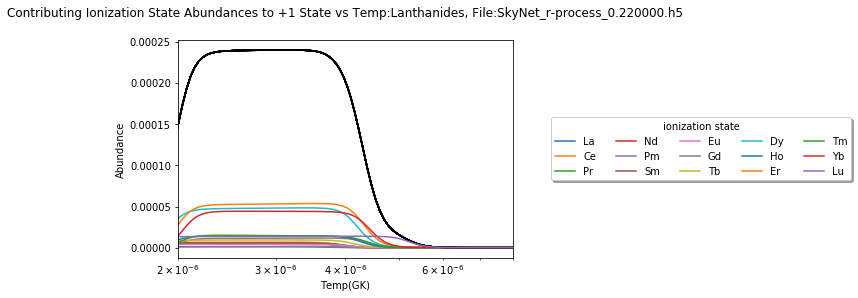 Contributing Ionization State Abundances to +1 State vs Temp:Lanthanides, File:SkyNet_r-process_0.220000.h5
0.00025
0.00020
0.00015
0.00010
0.00005
0.00000
Abundance
2 × 10⁻⁶ 3 × 10⁻⁶ 4 × 10⁻⁶ 6 × 10⁻⁶
Temp(GK)
ionization state
La Nd Eu Dy Tm
Ce Pm Gd Ho Yb
Pr Sm Tb Er Lu